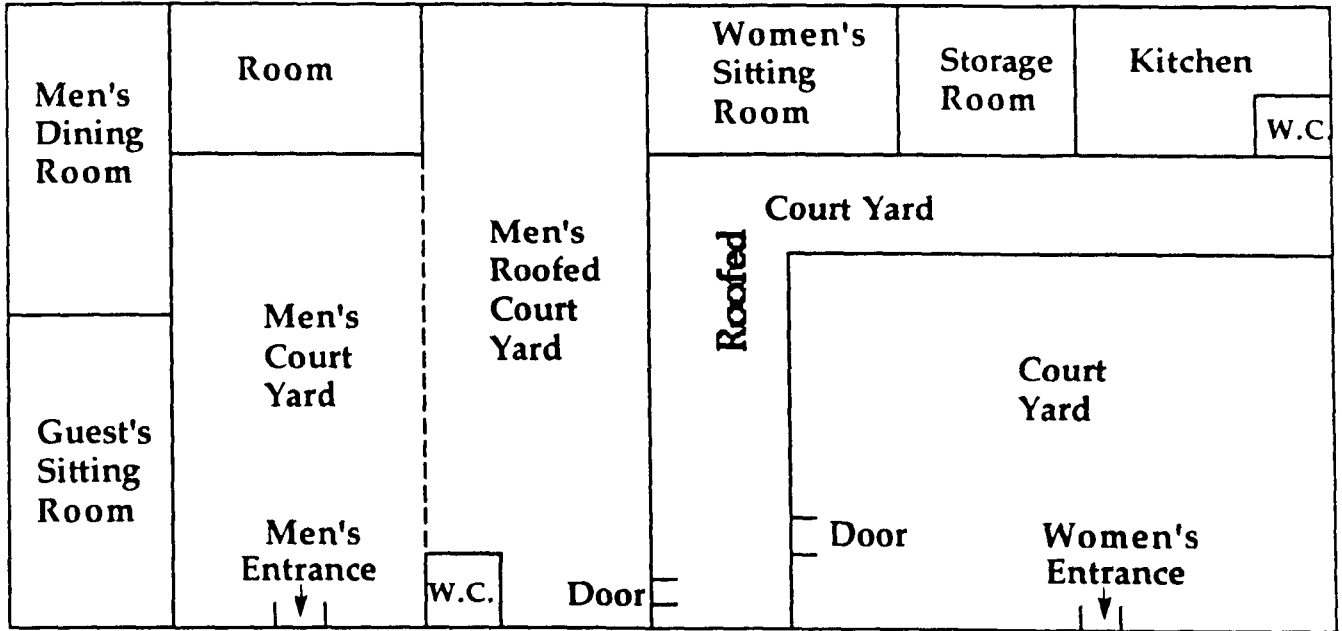 Men's
Dining
Room
Room
Women's
Sitting
Room
Storage
Room
Kitchen
W.C.
Court Yard
Roofed
Men's
Roofed
Court
Yard
Men's
Court
Yard
Court
Yard
Guest's
Sitting
Room
Men's
Entrance
W.C.
Door
Door
Women's
Entrance